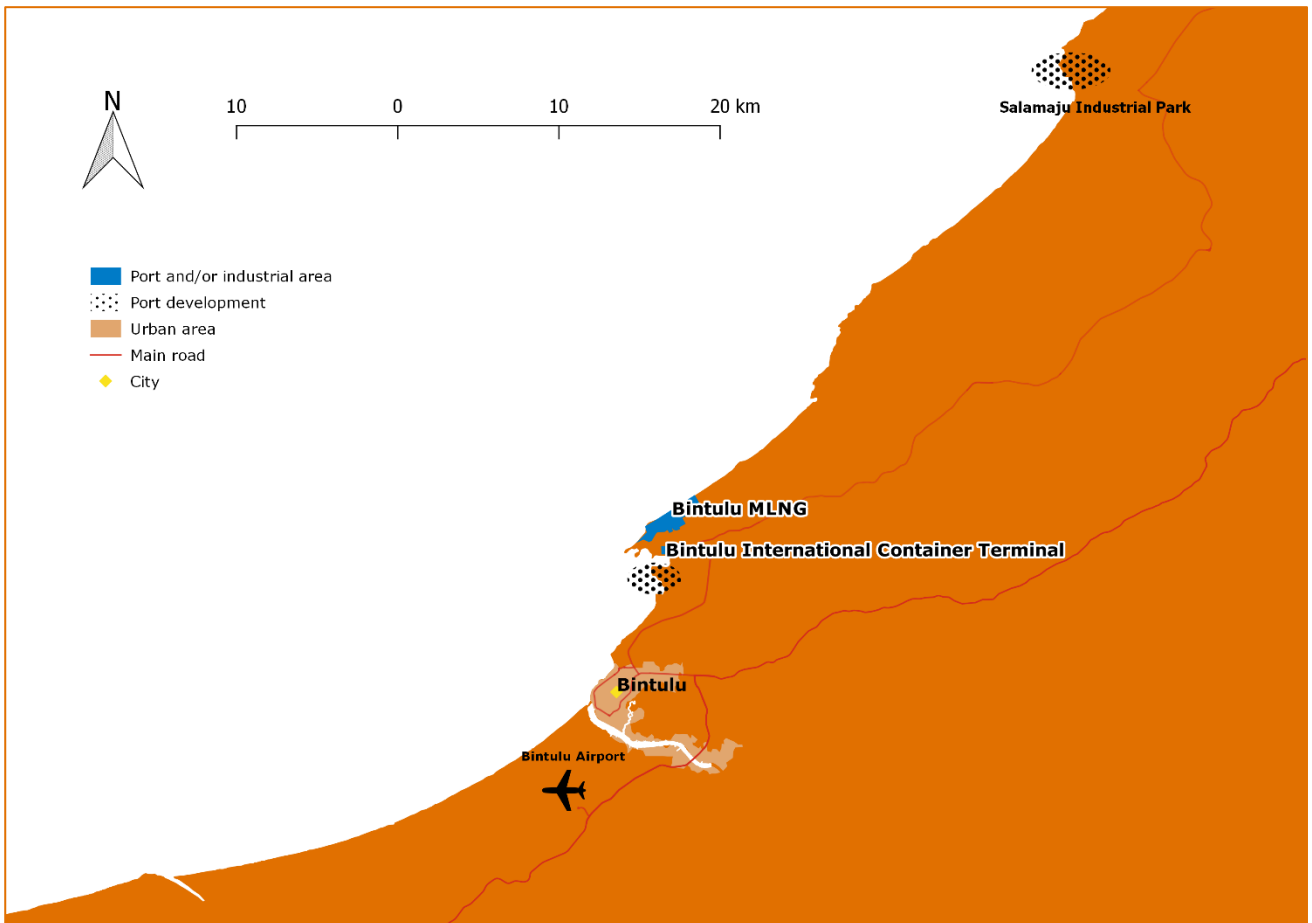 N
10 0 10 20 km
Salamaju Industrial Park
Port and/or industrial area
Port development
Urban area
Main road
City
Bintulu MLNG
Bintulu International Container Terminal
Bintulu
Bintulu Airport